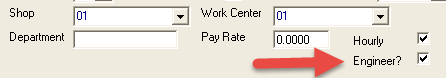 Shop 01 Work Center 01
Department Pay Rate 0.0000 Hourly
Engineer?